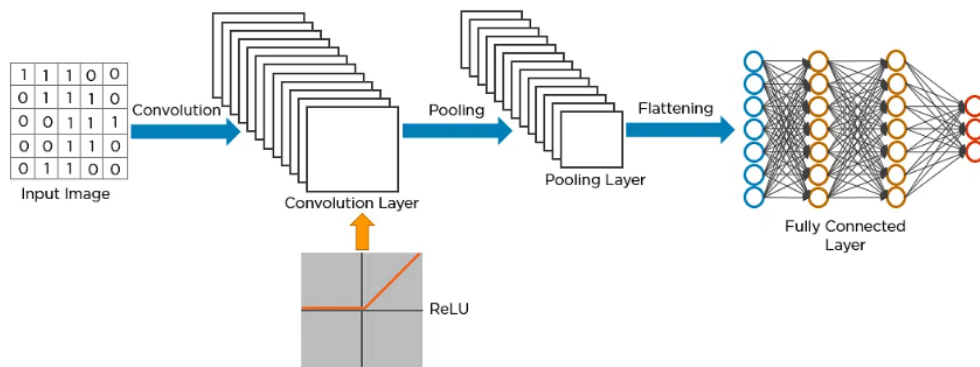 1 1 1 0 0
0 1 1 1 0
0 0 1 1 1
0 0 1 1 0
0 1 1 0 0
Input Image
Convolution
Convolution Layer
ReLU
Pooling
Pooling Layer
Flattening
Fully Connected
Layer